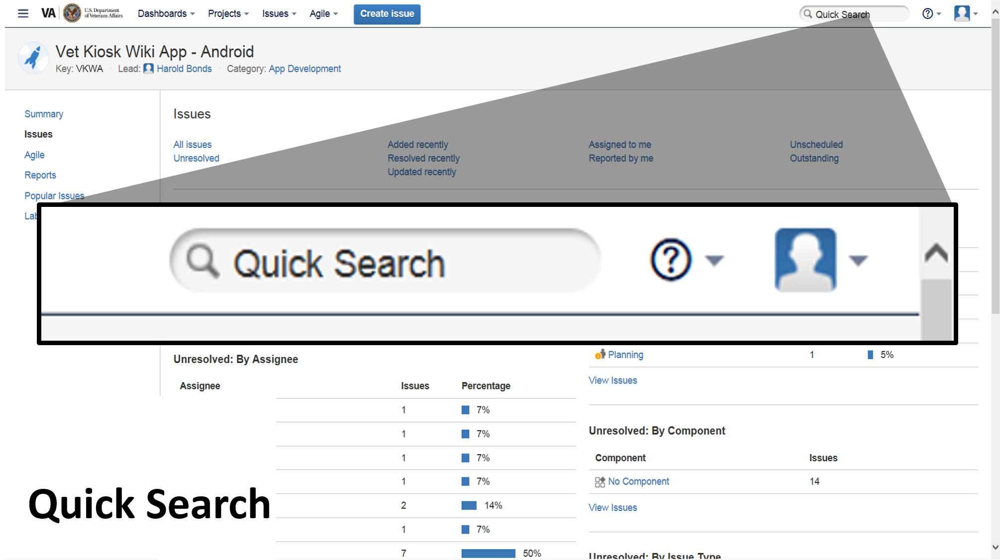 VA
U.S. Department
of Veterans Affairs
Dashboards
Projects
Issues
Agile
Create issue
Quick Search
Vet Kiosk Wiki App - Android
Key: VKWA · Lead: Harold Bonds · Category: App Development
Summary
Issues
Agile
Reports
Popular Issues
Lab
Issues
All issues
Unresolved
Added recently
Resolved recently
Updated recently
Assigned to me
Reported by me
Unscheduled
Outstanding
Quick Search
Unresolved: By Assignee
Assignee Issues Percentage
1 7%
1 7%
1 7%
1 7%
2 14%
1 7%
7 50%
Planning 1 5%
View Issues
Unresolved: By Component
Component Issues
No Component 14
View Issues
Unresolved: By Issue Type
Quick Search